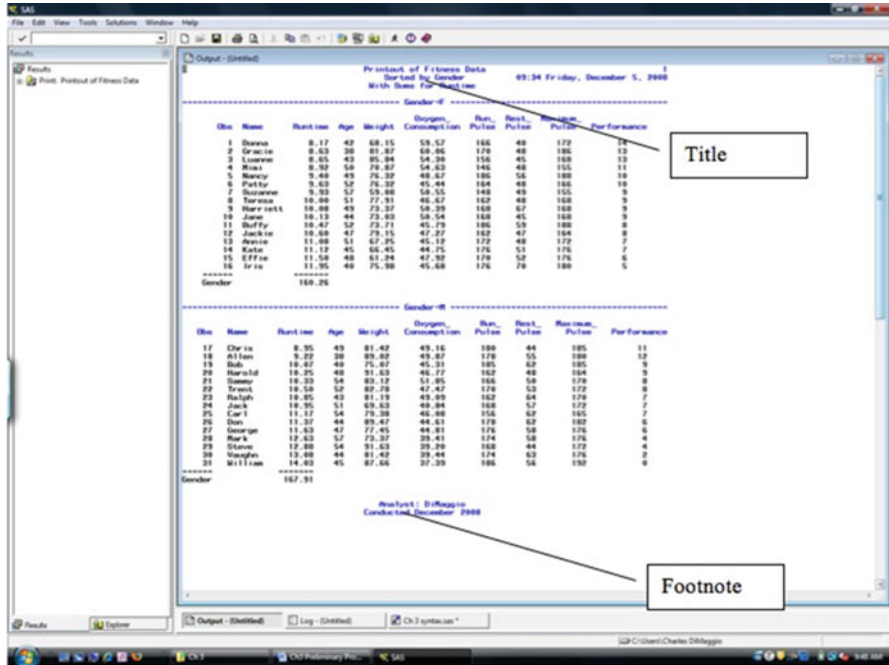 SAS
File Edit View Tools Solutions Window Help
Results
Results
Print: Printout of Fitness Data
Output - (Untitled)
Printout of Fitness Data 1
Sorted by Gender 09:34 Friday, December 5, 2008
With Sums for Runtime
Gender=F
Oxygen_ Run_ Rest_ Maximum_
Obs Name Runtime Age Weight Consumption Pulse Pulse Pulse Performance
1 Donna 8.17 42 68.15 59.57 166 40 172 14
2 Gracie 8.63 38 81.87 60.06 170 48 186 13
3 Luanne 8.65 43 85.84 54.30 156 45 168 13
4 Mimi 8.92 50 70.87 54.63 146 48 155 11
5 Nancy 9.40 49 76.32 48.67 186 56 188 10
6 Patty 9.63 52 76.32 45.44 164 48 166 10
7 Suzanne 9.93 57 59.08 50.55 148 49 155 9
8 Teresa 10.00 51 77.91 46.67 162 48 168 9
9 Harriett 10.08 49 73.37 50.39 168 67 168 9
10 Jane 10.13 44 73.03 50.54 168 45 168 9
11 Buffy 10.47 52 73.71 45.79 186 59 188 8
12 Jackie 10.60 47 79.15 47.27 162 47 164 8
13 Annie 11.08 51 67.25 45.12 172 48 172 7
14 Kate 11.12 45 66.45 44.75 176 51 176 7
15 Effie 11.50 48 61.24 47.92 170 52 176 6
16 Iris 11.95 40 75.98 45.68 176 70 180 5
Gender 160.26
Gender=M
Oxygen_ Run_ Rest_ Maximum_
Obs Name Runtime Age Weight Consumption Pulse Pulse Pulse Performance
17 Chris 8.95 49 81.42 49.16 180 44 185 11
18 Allen 9.22 38 89.02 49.87 178 55 180 12
19 Bob 10.07 40 75.07 45.31 185 62 185 9
20 Harold 10.25 48 91.63 46.77 162 48 164 9
21 Sammy 10.33 54 83.12 51.85 166 50 170 8
22 Trent 10.50 52 82.78 47.47 170 53 172 8
23 Ralph 10.85 43 81.19 49.09 162 64 170 7
24 Jack 10.95 51 69.63 40.84 168 57 172 7
25 Carl 11.17 54 79.38 46.08 156 62 165 7
26 Don 11.37 44 89.47 44.61 178 62 182 6
27 George 11.63 47 77.45 44.81 176 58 176 6
28 Mark 12.63 57 73.37 39.41 174 58 176 4
29 Steve 12.88 54 91.63 39.20 168 44 172 4
30 Vaughn 13.08 44 81.42 39.44 174 63 176 2
31 William 14.03 45 87.66 37.39 186 56 192 0
Gender 167.91
Analyst: DiMaggio
Conducted December 2008
Title
Footnote
Results Explorer Output - (Untitled) Log - (Untitled) Ch 3 syntax.sas *
C:\Users\Charles DiMaggio
Ch3 Ch3 Preliminary Pro... SAS 9:40 AM